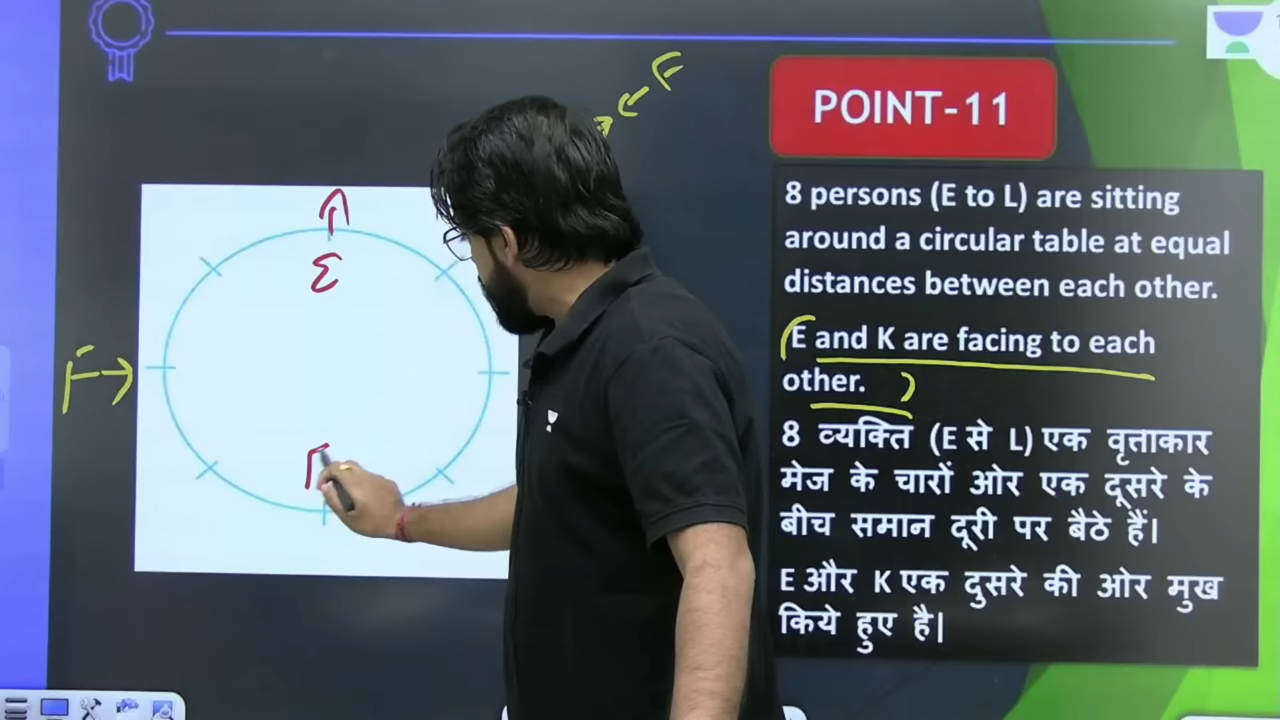 F
POINT-11
8 persons (E to L) are sitting
around a circular table at equal
distances between each other.
E and K are facing to each
other.
8 व्यक्ति (E से L) एक वृत्ताकार
मेज के चारों ओर एक दूसरे के
बीच समान दूरी पर बैठे हैं।
E और K एक दुसरे की ओर मुख
किये हुए है।
E
F